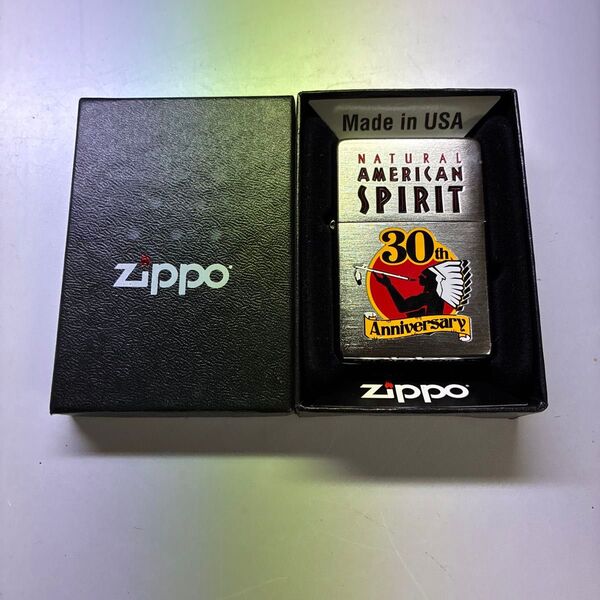 zippo
Made in USA
NATURAL
AMERICAN
SPIRIT
30th
Anniversary
zippo